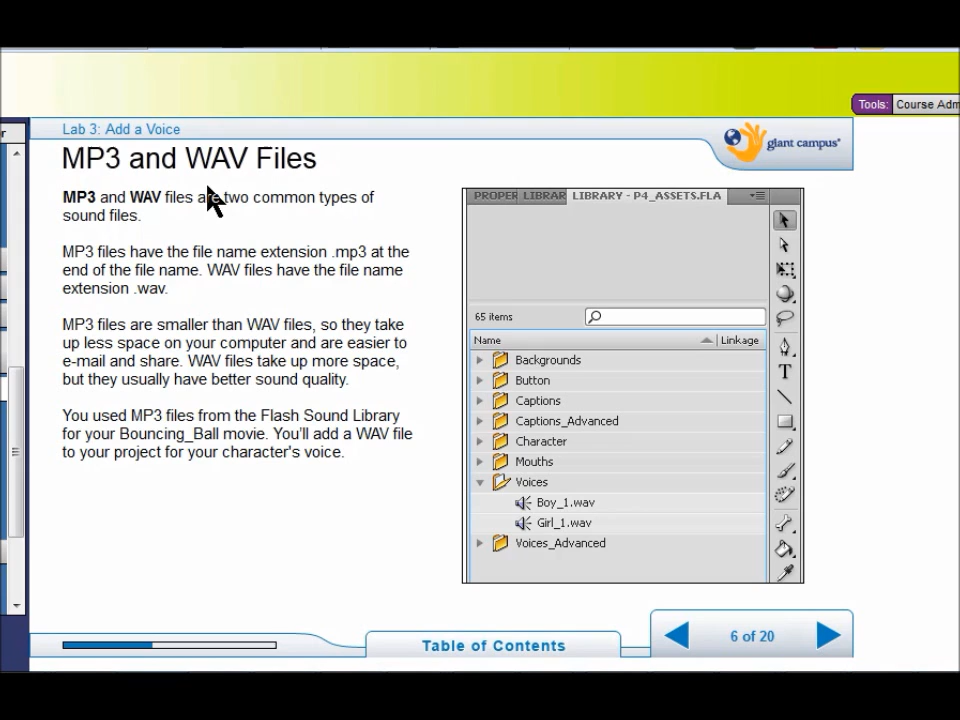 Tools: Course Adm
r
Lab 3: Add a Voice
giant campus
MP3 and WAV Files
MP3 and WAV files are two common types of
sound files.
MP3 files have the file name extension .mp3 at the
end of the file name. WAV files have the file name
extension .wav.
MP3 files are smaller than WAV files, so they take
up less space on your computer and are easier to
e-mail and share. WAV files take up more space,
but they usually have better sound quality.
You used MP3 files from the Flash Sound Library
for your Bouncing_Ball movie. You'll add a WAV file
to your project for your character's voice.
PROPER LIBRAR LIBRARY - P4_ASSETS.FLA
65 items
Name Linkage
Backgrounds
Button
Captions
Captions_Advanced
Character
Mouths
Voices
Boy_1.wav
Girl_1.wav
Voices_Advanced
T
Table of Contents
6 of 20